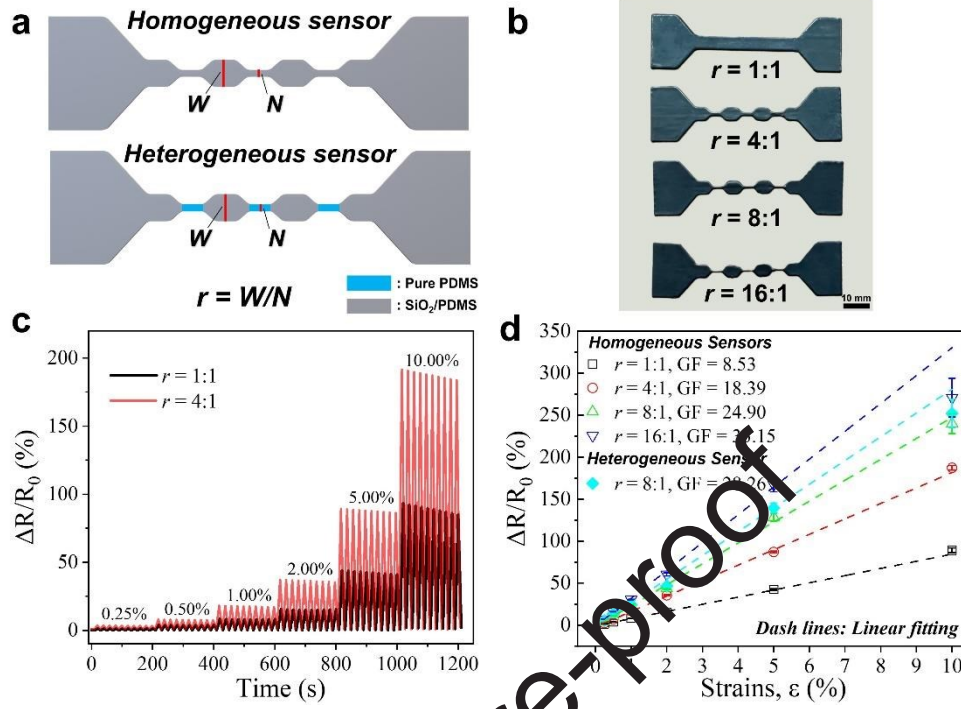 a
Homogeneous sensor
W
N
Heterogeneous sensor
W
N
r = W/N
: Pure PDMS
: SiO₂/PDMS
b
r = 1:1
r = 4:1
r = 8:1
r = 16:1
10 mm
c
r = 1:1
r = 4:1
0.25%
0.50%
1.00%
2.00%
5.00%
10.00%
200
150
100
50
0
ΔR/R₀ (%)
0 200 400 600 800 1000 1200
Time (s)
d
Homogeneous Sensors
r = 1:1, GF = 8.53
r = 4:1, GF = 18.39
r = 8:1, GF = 24.90
r = 16:1, GF = .15
Heterogeneous Sensor
r = 8:1, GF = .26
Dash lines: Linear fitting
350
300
250
200
150
100
50
0
ΔR/R₀ (%)
0 1 2 4 5 6 7 8 9 10
Strains, ε (%)
e-proof